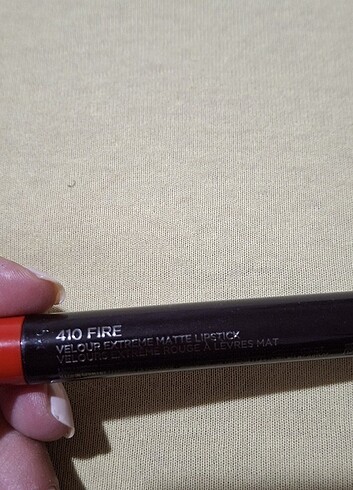 410 FIRE
VELOUR EXTREME MATTE LIPSTICK
VELOURS EXTRÊME ROUGE À LÈVRES MAT